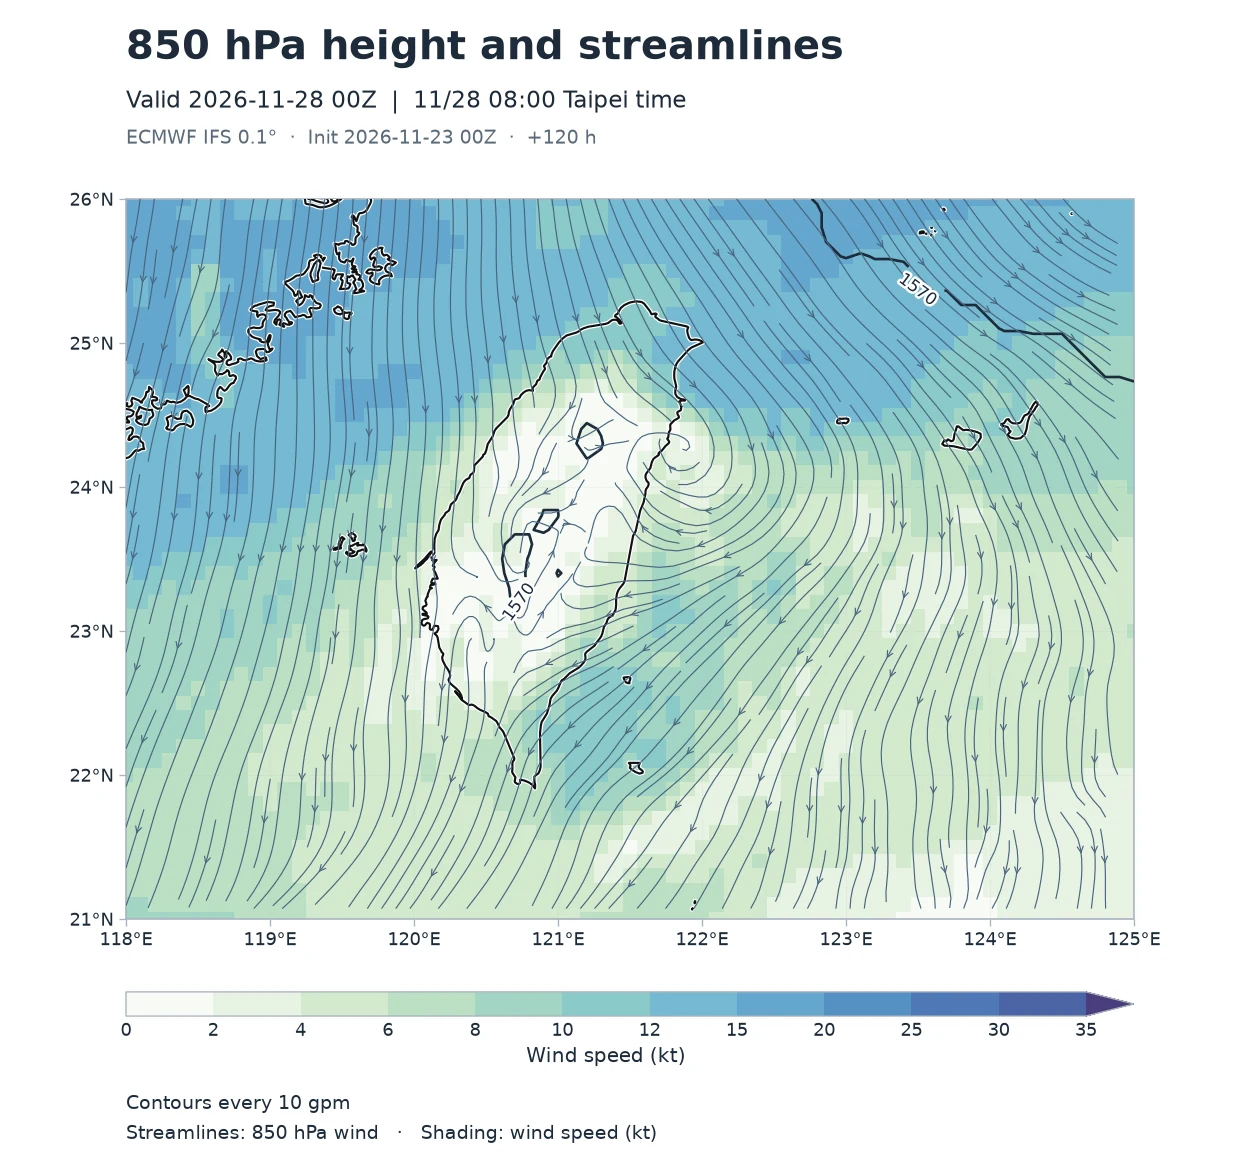 850 hPa height and streamlines
Valid 2026-11-28 00Z | 11/28 08:00 Taipei time
ECMWF IFS 0.1° · Init 2026-11-23 00Z · +120 h
26°N
1570
25°N
24°N
1570
23°N
22°N
21°N
118°E 119°E 120°E 121°E 122°E 123°E 124°E 125°E
0 2 4 6 8 10 12 15 20 25 30 35
Wind speed (kt)
Contours every 10 gpm
Streamlines: 850 hPa wind · Shading: wind speed (kt)